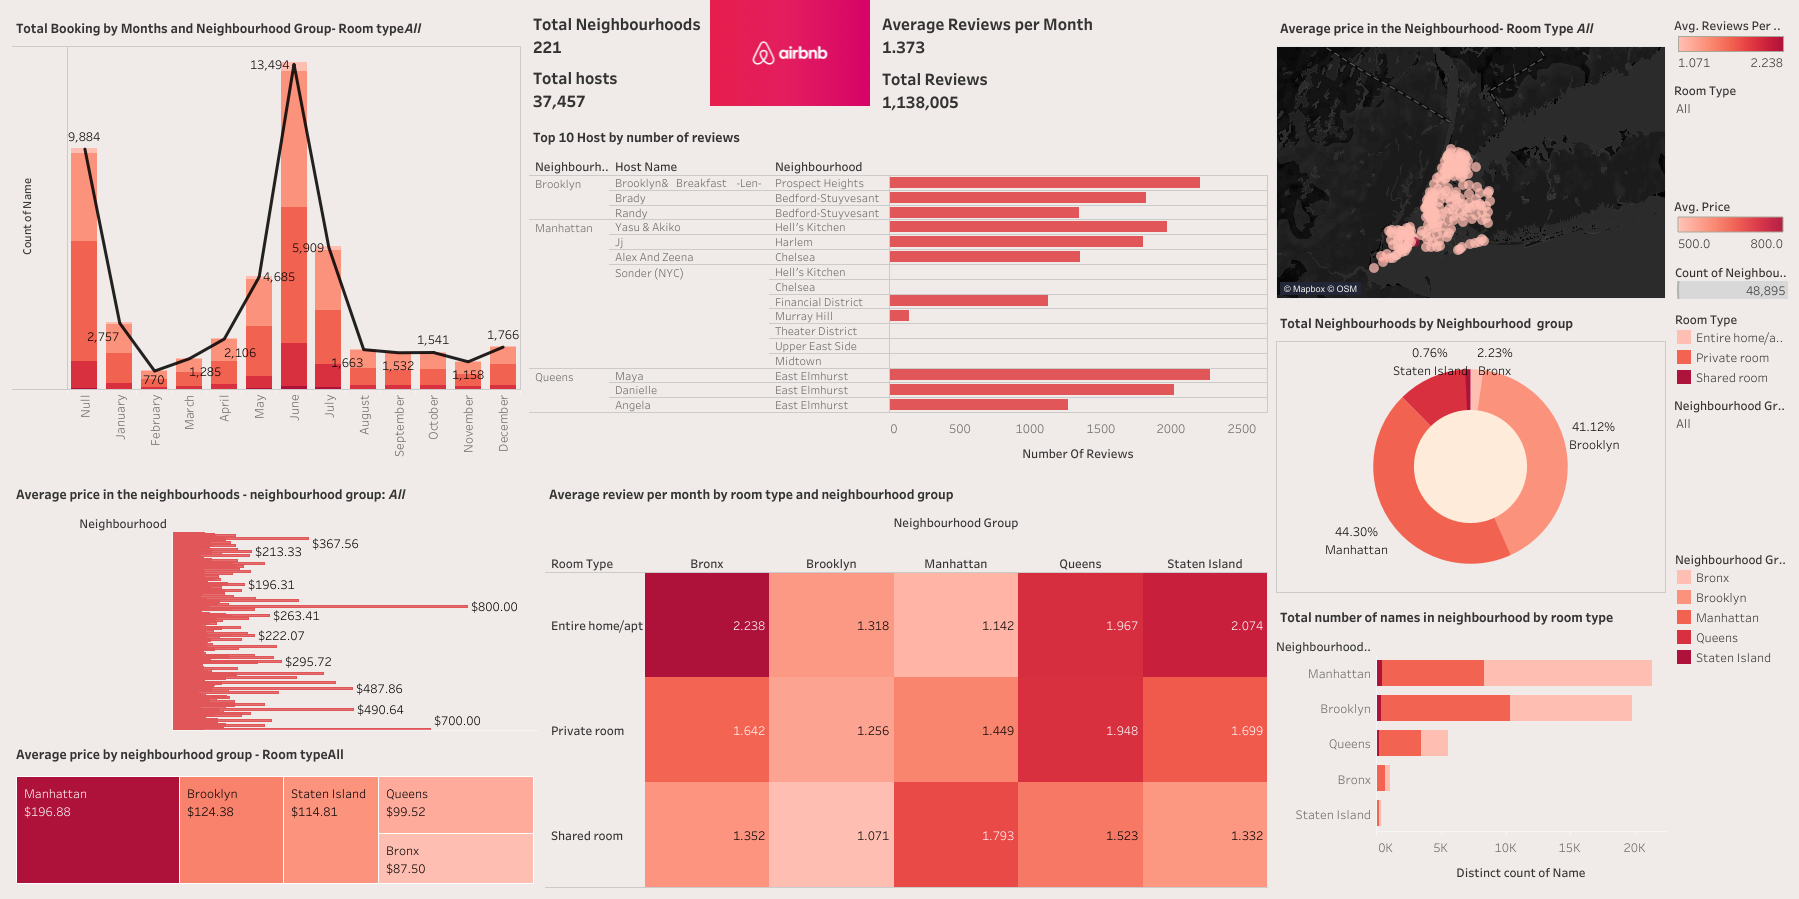 Total Booking by Months and Neighbourhood Group- Room typeAll
Count of Name
9,884
2,757
770
1,285
2,106
4,685
13,494
5,909
1,663
1,532
1,541
1,158
1,766
Null
January
February
March
April
May
June
July
August
September
October
November
December
Total Neighbourhoods
221
Total hosts
37,457
airbnb
Average Reviews per Month
1.373
Total Reviews
1,138,005
Top 10 Host by number of reviews
Neighbourh.. Host Name Neighbourhood
Brooklyn Brooklyn& Breakfast -Len- Prospect Heights
Brady Bedford-Stuyvesant
Randy Bedford-Stuyvesant
Manhattan Yasu & Akiko Hell's Kitchen
Jj Harlem
Alex And Zeena Chelsea
Sonder (NYC) Hell's Kitchen
Chelsea
Financial District
Murray Hill
Theater District
Upper East Side
Midtown
Queens Maya East Elmhurst
Danielle East Elmhurst
Angela East Elmhurst
0 500 1000 1500 2000 2500
Number Of Reviews
Average price in the Neighbourhood- Room Type All
© Mapbox © OSM
Avg. Reviews Per ..
1.071 2.238
Room Type
All
Avg. Price
500.0 800.0
Count of Neighbou..
48,895
Room Type
Entire home/a..
Private room
Shared room
Neighbourhood Gr..
All
Neighbourhood Gr..
Bronx
Brooklyn
Manhattan
Queens
Staten Island
Total Neighbourhoods by Neighbourhood group
0.76%
Staten Island
2.23%
Bronx
41.12%
Brooklyn
44.30%
Manhattan
Average price in the neighbourhoods - neighbourhood group: All
Neighbourhood
$367.56
$213.33
$196.31
$800.00
$263.41
$222.07
$295.72
$487.86
$490.64
$700.00
Average price by neighbourhood group - Room typeAll
Manhattan
$196.88
Brooklyn
$124.38
Staten Island
$114.81
Queens
$99.52
Bronx
$87.50
Average review per month by room type and neighbourhood group
Neighbourhood Group
Room Type Bronx Brooklyn Manhattan Queens Staten Island
Entire home/apt 2.238 1.318 1.142 1.967 2.074
Private room 1.642 1.256 1.449 1.948 1.699
Shared room 1.352 1.071 1.793 1.523 1.332
Total number of names in neighbourhood by room type
Neighbourhood..
Manhattan
Brooklyn
Queens
Bronx
Staten Island
0K 5K 10K 15K 20K
Distinct count of Name